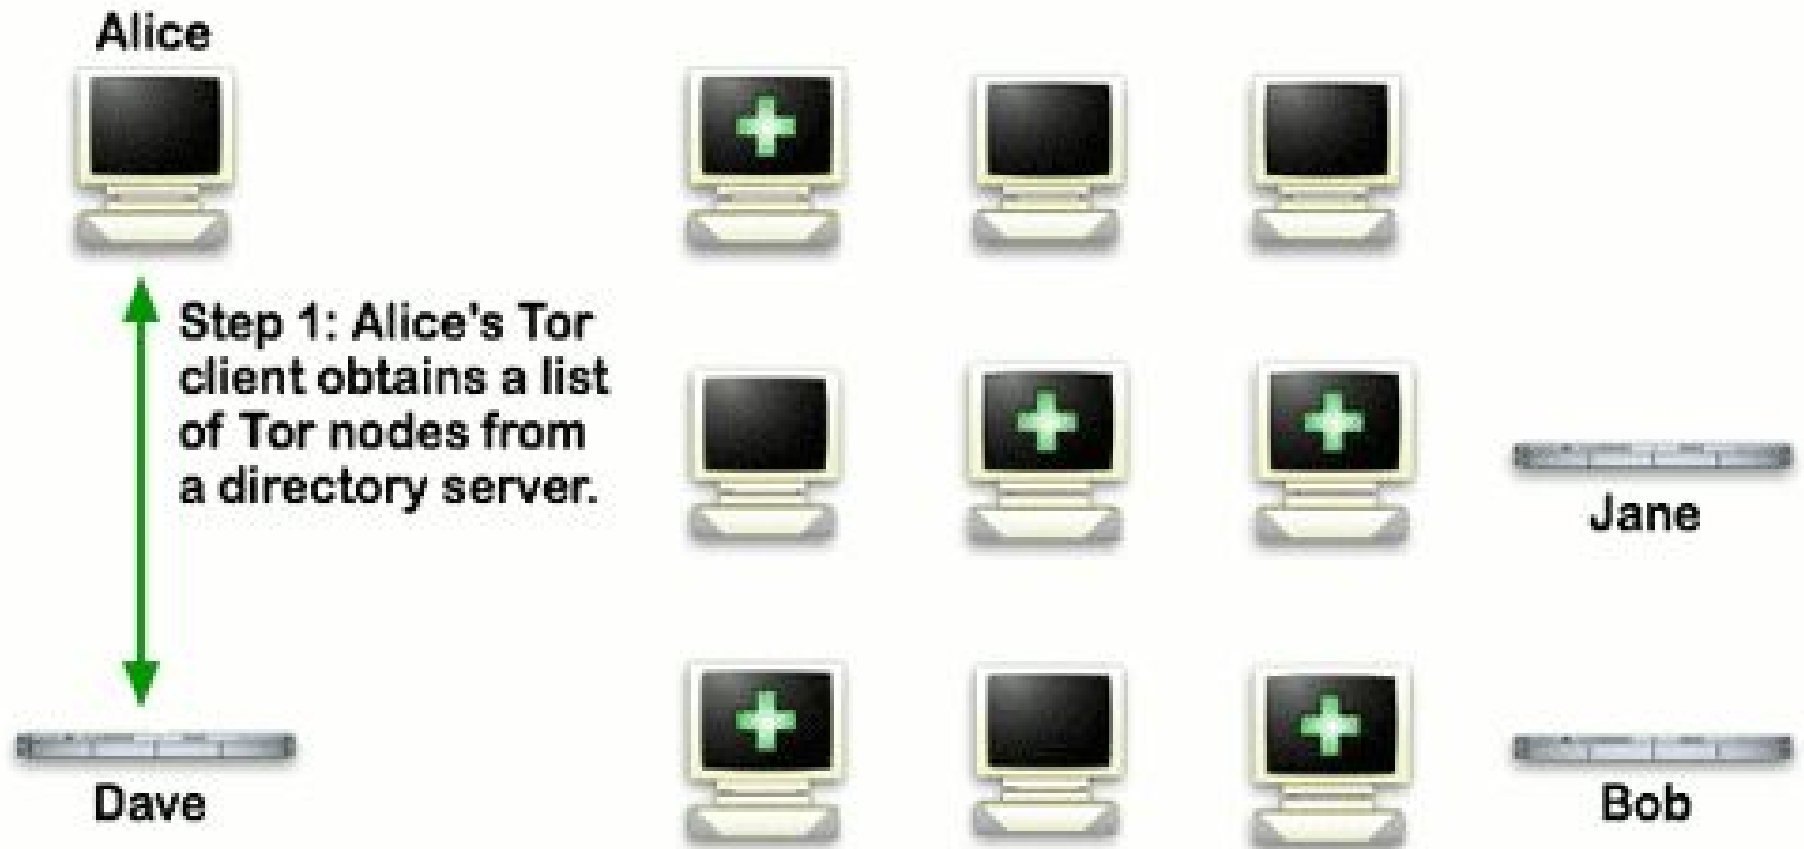 Alice
Step 1: Alice's Tor
client obtains a list
of Tor nodes from
a directory server.
Jane
Dave
Bob